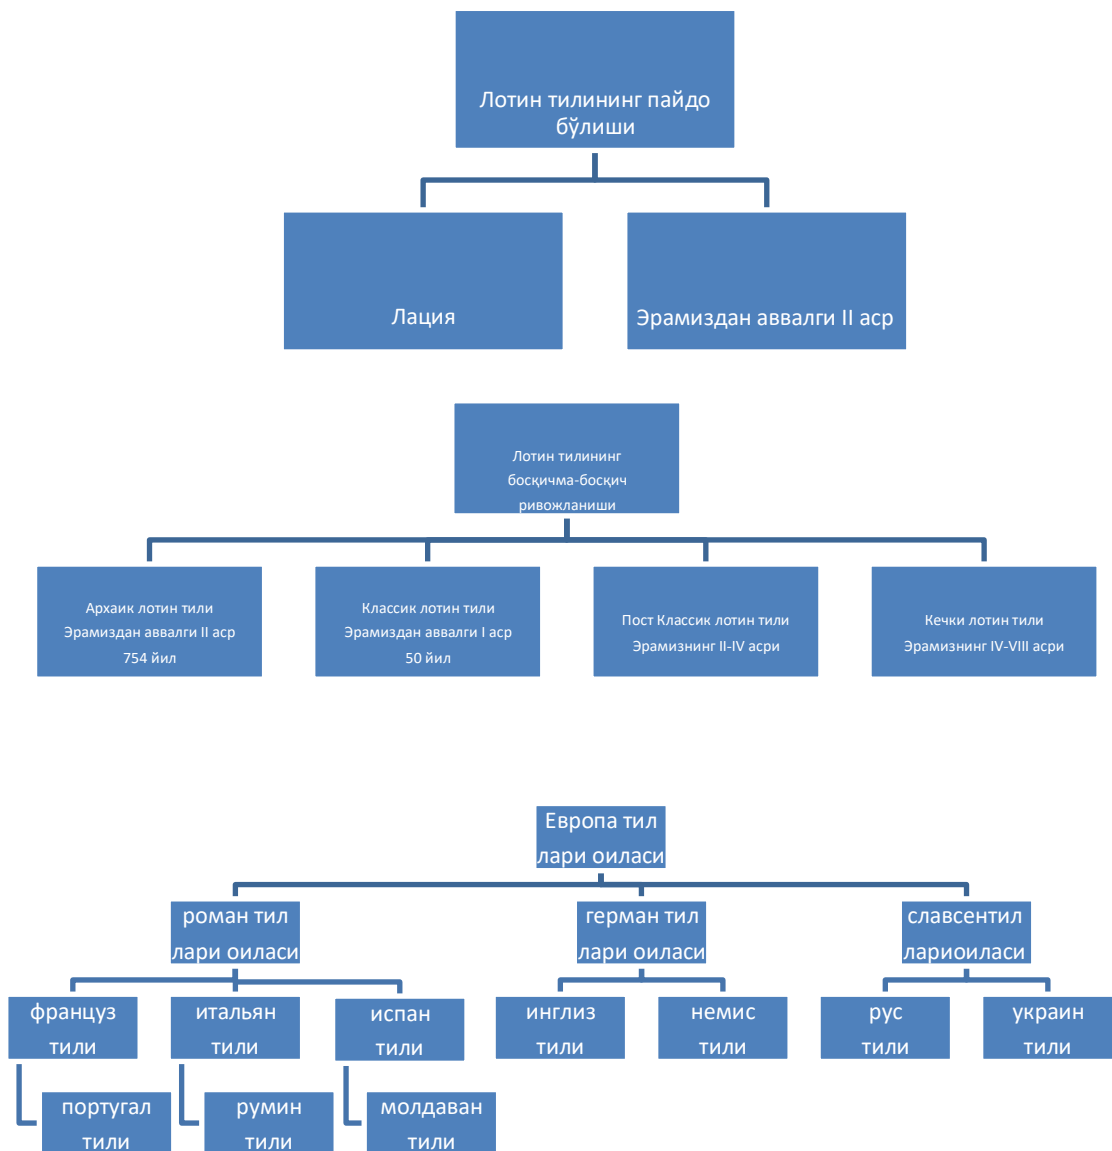 Лотин тилининг пайдо
бўлиши
Лация
Эрамиздан аввалги II аср
Лотин тилининг
босқичма-босқич
ривожланиши
Архаик лотин тили
Эрамиздан аввалги II аср
754 йил
Классик лотин тили
Эрамиздан аввалги I аср
50 йил
Пост Классик лотин тили
Эрамизнинг II-IV асри
Кечки лотин тили
Эрамизнинг IV-VIII асри
Европа тил
лари оиласи
роман тил
лари оиласи
герман тил
лари оиласи
славсентил
лариоиласи
француз
тили
итальян
тили
испан
тили
инглиз
тили
немис
тили
рус
тили
украин
тили
португал
тили
румин
тили
молдаван
тили